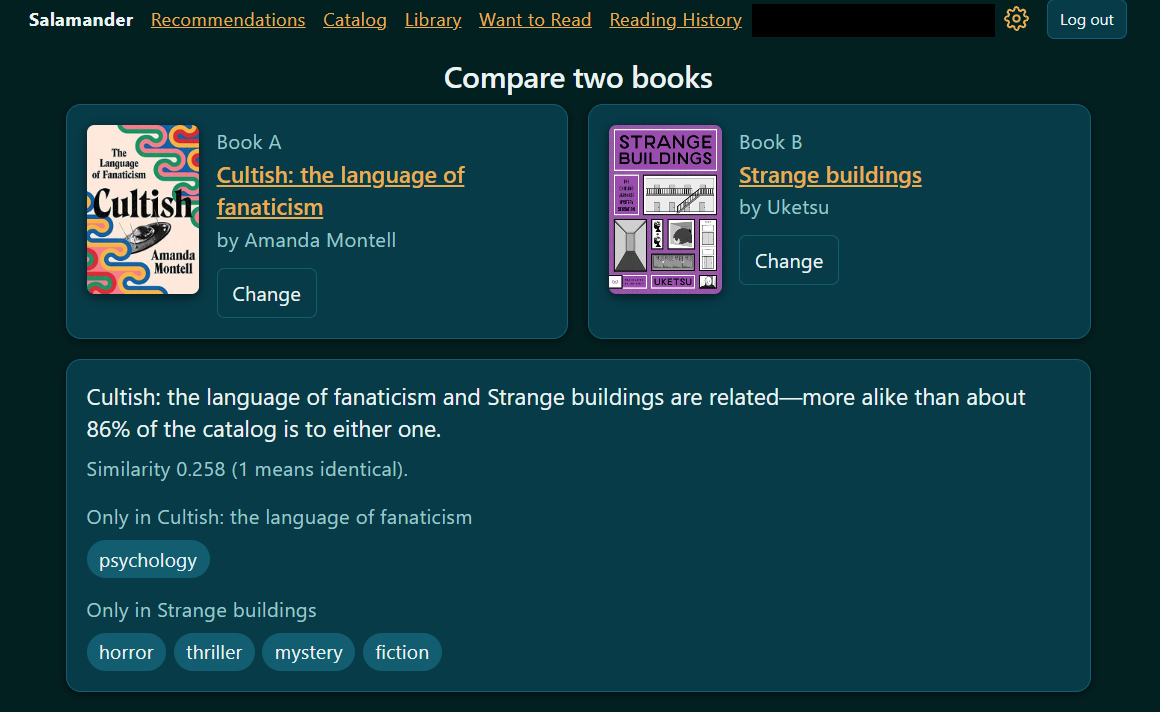 Salamander Recommendations Catalog Library Want to Read Reading History Log out
Compare two books
The
Language
of Fanaticism
Cultish
Amanda
Montell
Book A
Cultish: the language of
fanaticism
by Amanda Montell
Change
STRANGE
BUILDINGS
UKETSU
Book B
Strange buildings
by Uketsu
Change
Cultish: the language of fanaticism and Strange buildings are related—more alike than about
86% of the catalog is to either one.
Similarity 0.258 (1 means identical).
Only in Cultish: the language of fanaticism
psychology
Only in Strange buildings
horror thriller mystery fiction